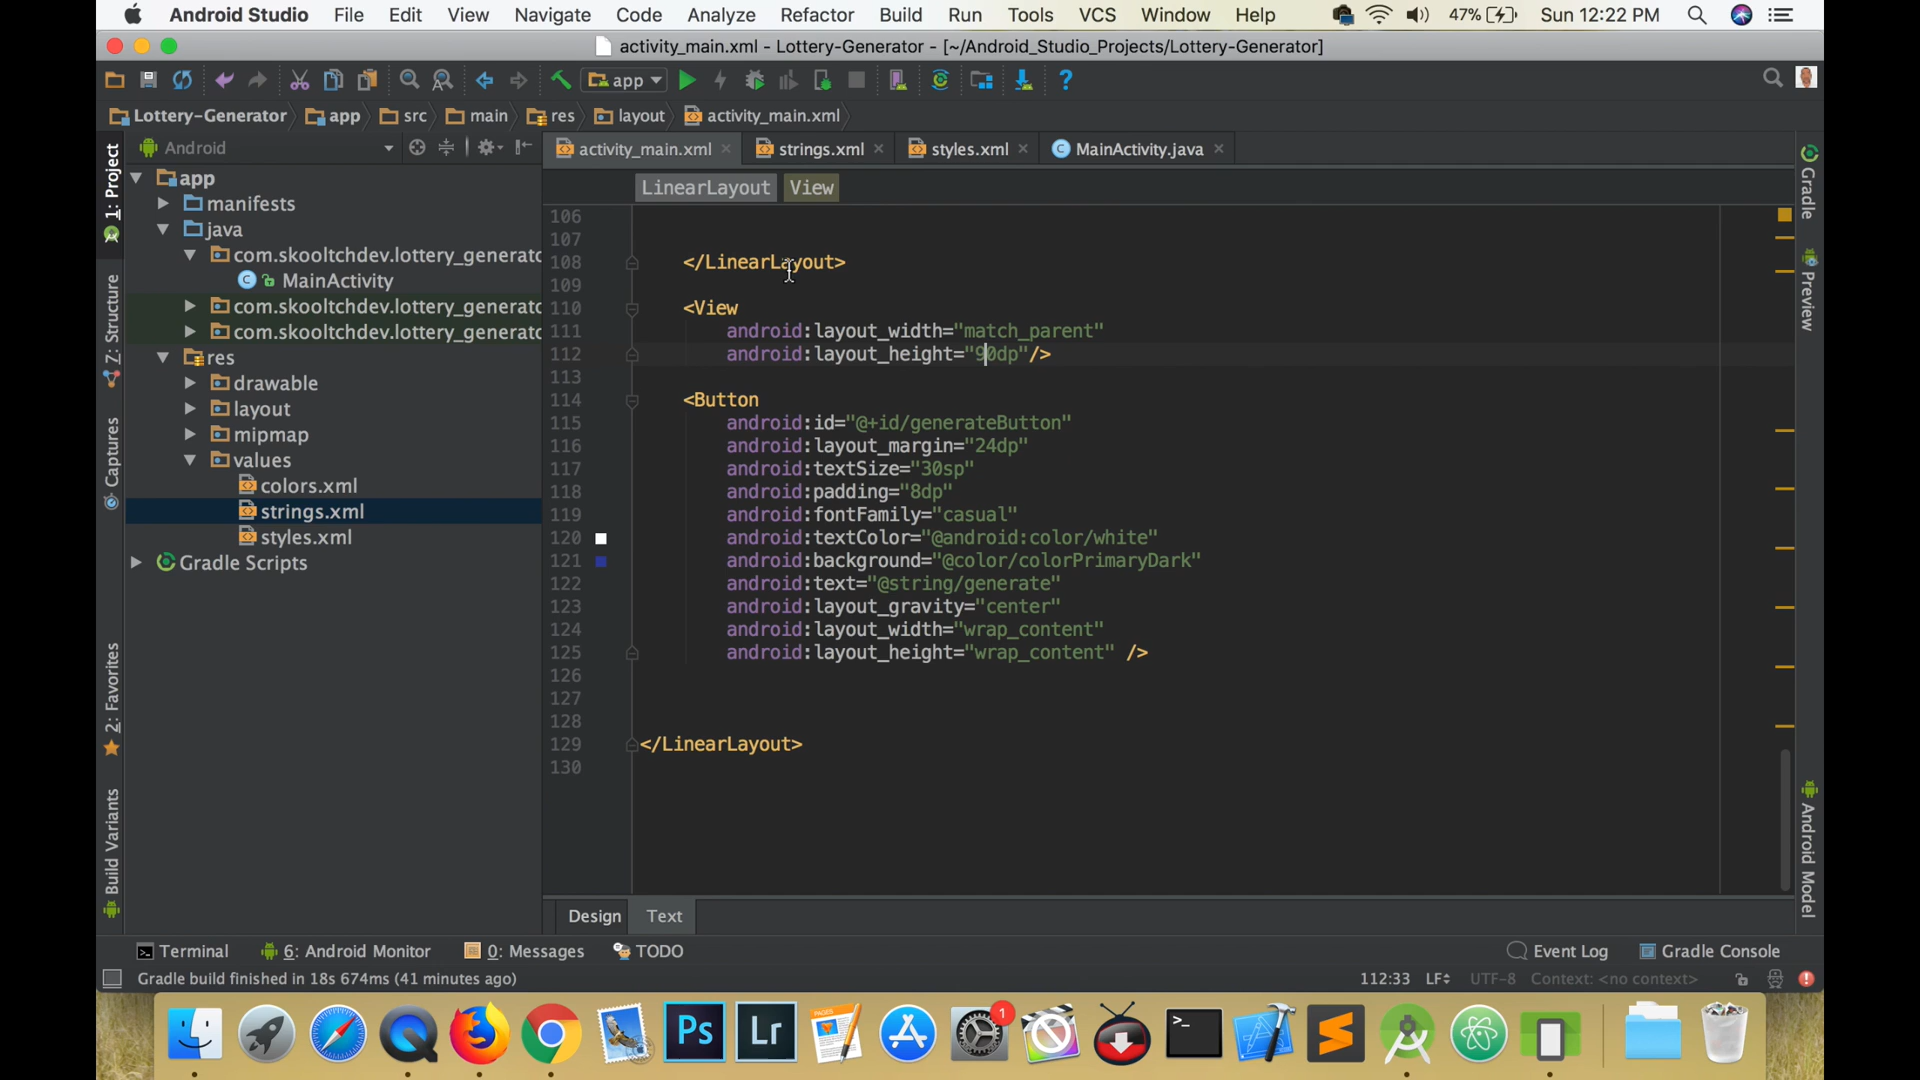 Android Studio File Edit View Navigate Code Analyze Refactor Build Run Tools VCS Window Help 47% Sun 12:22 PM
activity_main.xml - Lottery-Generator - [~/Android_Studio_Projects/Lottery-Generator]
app
Lottery-Generator app src main res layout activity_main.xml
Android
activity_main.xml strings.xml styles.xml MainActivity.java
LinearLayout View
1: Project
Z: Structure
Captures
2: Favorites
Build Variants
app
manifests
java
com.skooltchdev.lottery_generato
MainActivity
com.skooltchdev.lottery_generato
com.skooltchdev.lottery_generato
res
drawable
layout
mipmap
values
colors.xml
strings.xml
styles.xml
Gradle Scripts
106
107
108 </LinearLayout>
109
110 <View
111 android:layout_width="match_parent"
112 android:layout_height="90dp"/>
113
114 <Button
115 android:id="@+id/generateButton"
116 android:layout_margin="24dp"
117 android:textSize="30sp"
118 android:padding="8dp"
119 android:fontFamily="casual"
120 android:textColor="@android:color/white"
121 android:background="@color/colorPrimaryDark"
122 android:text="@string/generate"
123 android:layout_gravity="center"
124 android:layout_width="wrap_content"
125 android:layout_height="wrap_content" />
126
127
128
129 </LinearLayout>
130
Gradle
Preview
Android Model
Design Text
Terminal 6: Android Monitor 0: Messages TODO Event Log Gradle Console
Gradle build finished in 18s 674ms (41 minutes ago) 112:33 LF÷ UTF-8 Context: <no context>
Ps Lr PAGES 1